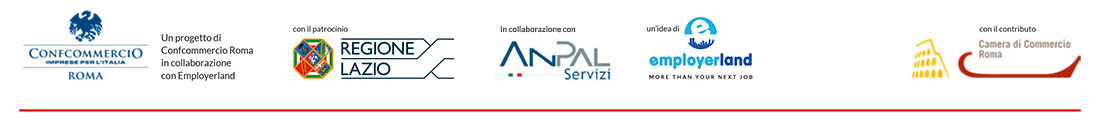 CONFCOMMERCIO
IMPRESE PER L'ITALIA
ROMA
Un progetto di
Confcommercio Roma
in collaborazione
con Employerland
con il patrocinio
REGIONE
LAZIO
in collaborazione con
ANPAL
Servizi
un'idea di
e
employerland
MORE THAN YOUR NEXT JOB
con il contributo
Camera di Commercio
Roma